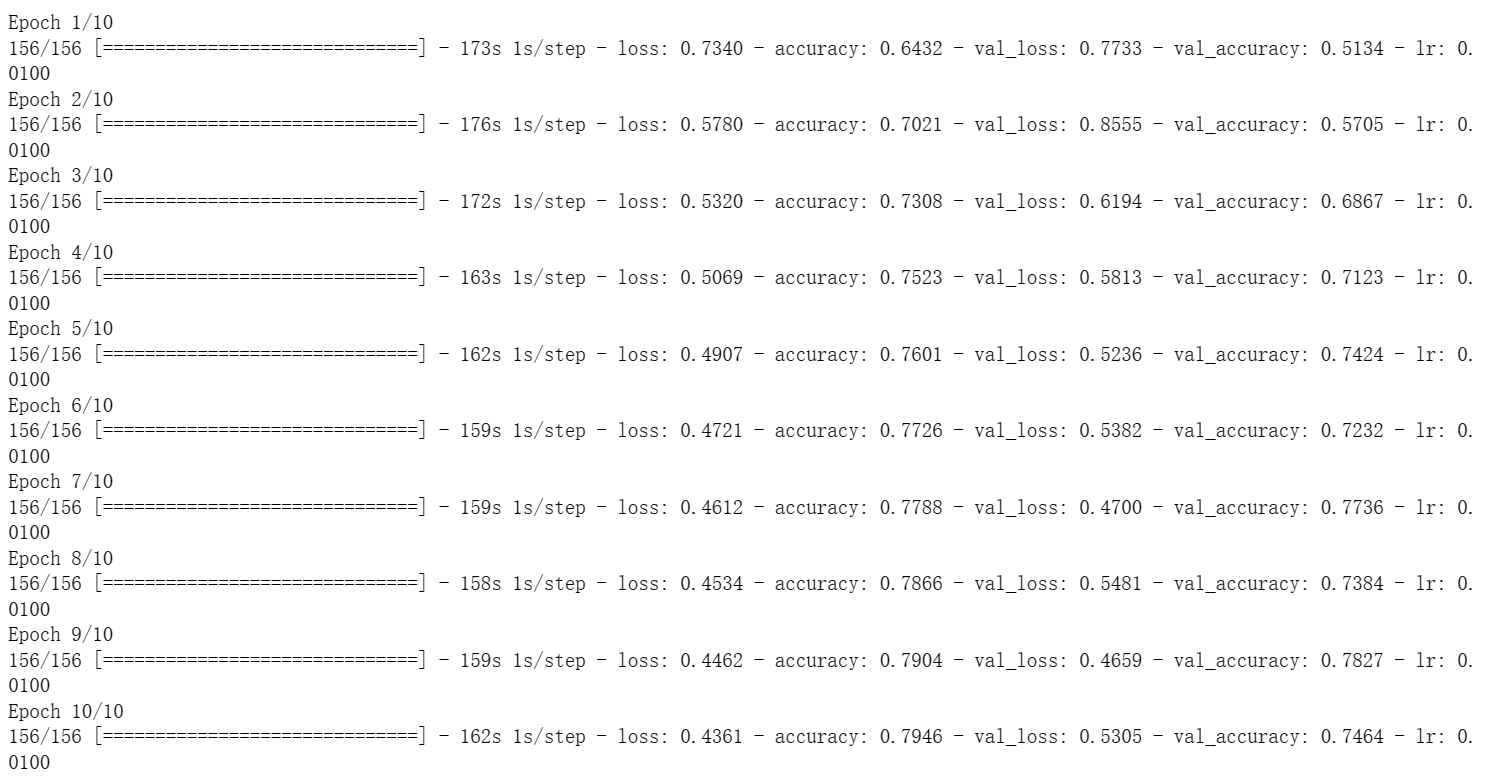 Epoch 1/10
156/156 [==============================] - 173s 1s/step - loss: 0.7340 - accuracy: 0.6432 - val_loss: 0.7733 - val_accuracy: 0.5134 - lr: 0.
0100
Epoch 2/10
156/156 [==============================] - 176s 1s/step - loss: 0.5780 - accuracy: 0.7021 - val_loss: 0.8555 - val_accuracy: 0.5705 - lr: 0.
0100
Epoch 3/10
156/156 [==============================] - 172s 1s/step - loss: 0.5320 - accuracy: 0.7308 - val_loss: 0.6194 - val_accuracy: 0.6867 - lr: 0.
0100
Epoch 4/10
156/156 [==============================] - 163s 1s/step - loss: 0.5069 - accuracy: 0.7523 - val_loss: 0.5813 - val_accuracy: 0.7123 - lr: 0.
0100
Epoch 5/10
156/156 [==============================] - 162s 1s/step - loss: 0.4907 - accuracy: 0.7601 - val_loss: 0.5236 - val_accuracy: 0.7424 - lr: 0.
0100
Epoch 6/10
156/156 [==============================] - 159s 1s/step - loss: 0.4721 - accuracy: 0.7726 - val_loss: 0.5382 - val_accuracy: 0.7232 - lr: 0.
0100
Epoch 7/10
156/156 [==============================] - 159s 1s/step - loss: 0.4612 - accuracy: 0.7788 - val_loss: 0.4700 - val_accuracy: 0.7736 - lr: 0.
0100
Epoch 8/10
156/156 [==============================] - 158s 1s/step - loss: 0.4534 - accuracy: 0.7866 - val_loss: 0.5481 - val_accuracy: 0.7384 - lr: 0.
0100
Epoch 9/10
156/156 [==============================] - 159s 1s/step - loss: 0.4462 - accuracy: 0.7904 - val_loss: 0.4659 - val_accuracy: 0.7827 - lr: 0.
0100
Epoch 10/10
156/156 [==============================] - 162s 1s/step - loss: 0.4361 - accuracy: 0.7946 - val_loss: 0.5305 - val_accuracy: 0.7464 - lr: 0.
0100